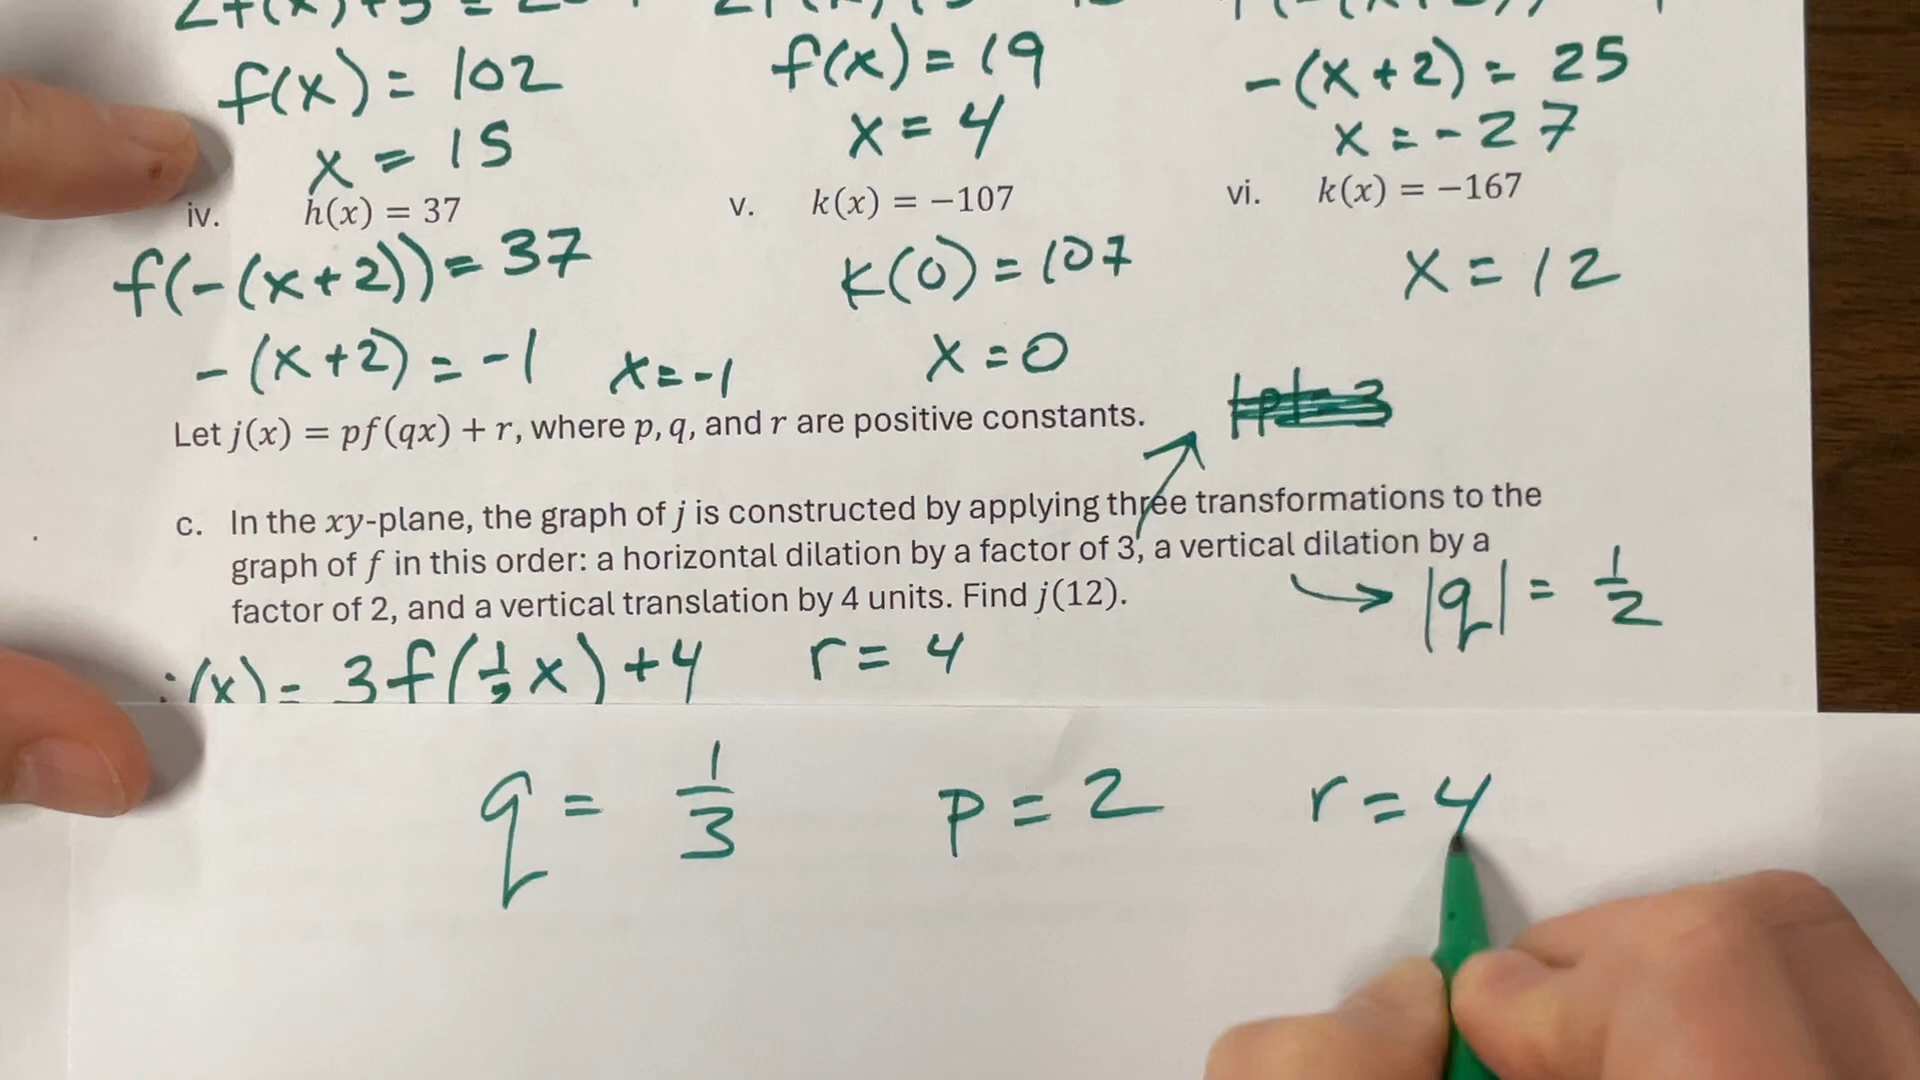 f(x) = 102
f(x) = 19
-(x+2) = 25
x = 15
x = 4
x = -27
iv. h(x) = 37
v. k(x) = −107
vi. k(x) = −167
f(-(x+2)) = 37
K(0) = 107
x = 12
-(x+2) = -1 x = -1
x = 0
Let j(x) = pf(qx) + r, where p, q, and r are positive constants.
c. In the xy-plane, the graph of j is constructed by applying three transformations to the
graph of f in this order: a horizontal dilation by a factor of 3, a vertical dilation by a
factor of 2, and a vertical translation by 4 units. Find j(12).
|q| = 1/2
(x) = 3f(1/2 x) + 4 r = 4
q = 1/3 p = 2 r = 4